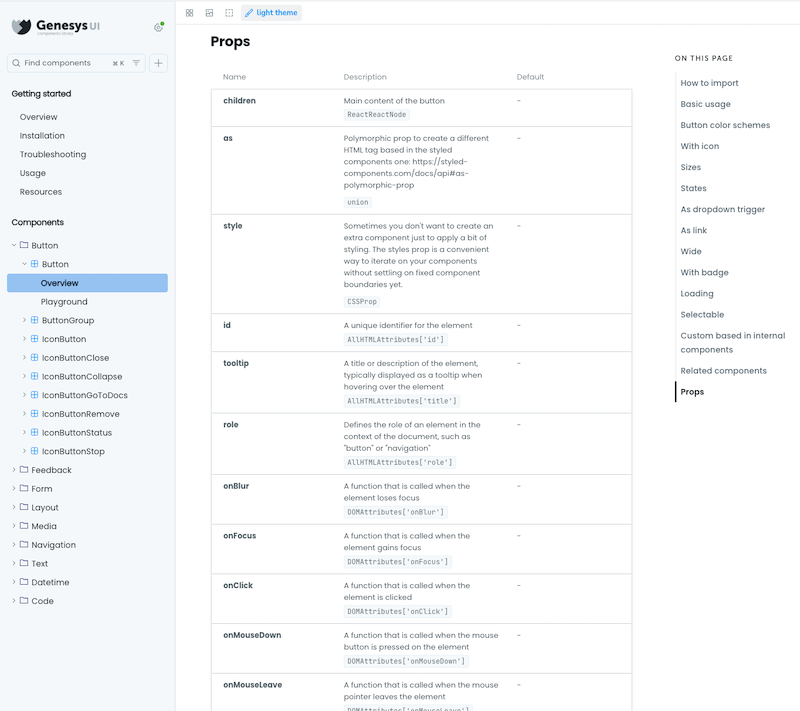 Genesys UI
Find components
⌘ K
Getting started
Overview
Installation
Troubleshooting
Usage
Resources
Components
Button
Button
Overview
Playground
ButtonGroup
IconButton
IconButtonClose
IconButtonCollapse
IconButtonGoToDocs
IconButtonRemove
IconButtonStatus
IconButtonStop
Feedback
Form
Layout
Media
Navigation
Text
Datetime
Code
light theme
Props
Name Description Default
children Main content of the button -
ReactReactNode
as Polymorphic prop to create a different -
HTML tag based in the styled
components one: https://styled-
components.com/docs/api#as-
polymorphic-prop
union
style Sometimes you don't want to create an -
extra component just to apply a bit of
styling. The styles prop is a convenient
way to iterate on your components
without settling on fixed component
boundaries yet.
CSSProp
id A unique identifier for the element -
AllHTMLAttributes['id']
tooltip A title or description of the element, -
typically displayed as a tooltip when
hovering over the element
AllHTMLAttributes['title']
role Defines the role of an element in the -
context of the document, such as
"button" or "navigation"
AllHTMLAttributes['role']
onBlur A function that is called when the -
element loses focus
DOMAttributes['onBlur']
onFocus A function that is called when the -
element gains focus
DOMAttributes['onFocus']
onClick A function that is called when the -
element is clicked
DOMAttributes['onClick']
onMouseDown A function that is called when the mouse -
button is pressed on the element
DOMAttributes['onMouseDown']
onMouseLeave A function that is called when the mouse -
pointer leaves the element
DOMAttributes['onMouseLeave']
ON THIS PAGE
How to import
Basic usage
Button color schemes
With icon
Sizes
States
As dropdown trigger
As link
Wide
With badge
Loading
Selectable
Custom based in internal
components
Related components
Props